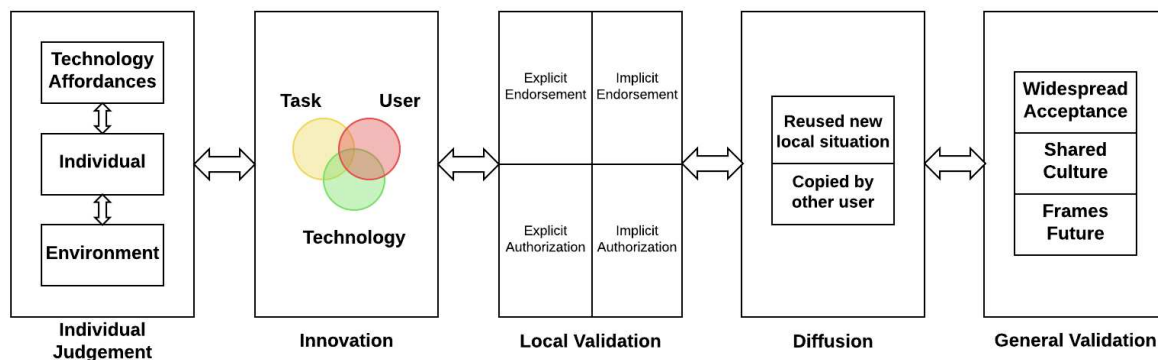 Technology
Affordances
Individual
Environment
Individual
Judgement
Task
User
Technology
Innovation
Explicit
Endorsement
Implicit
Endorsement
Explicit
Authorization
Implicit
Authorization
Local Validation
Reused new
local situation
Copied by
other user
Diffusion
Widespread
Acceptance
Shared
Culture
Frames
Future
General Validation